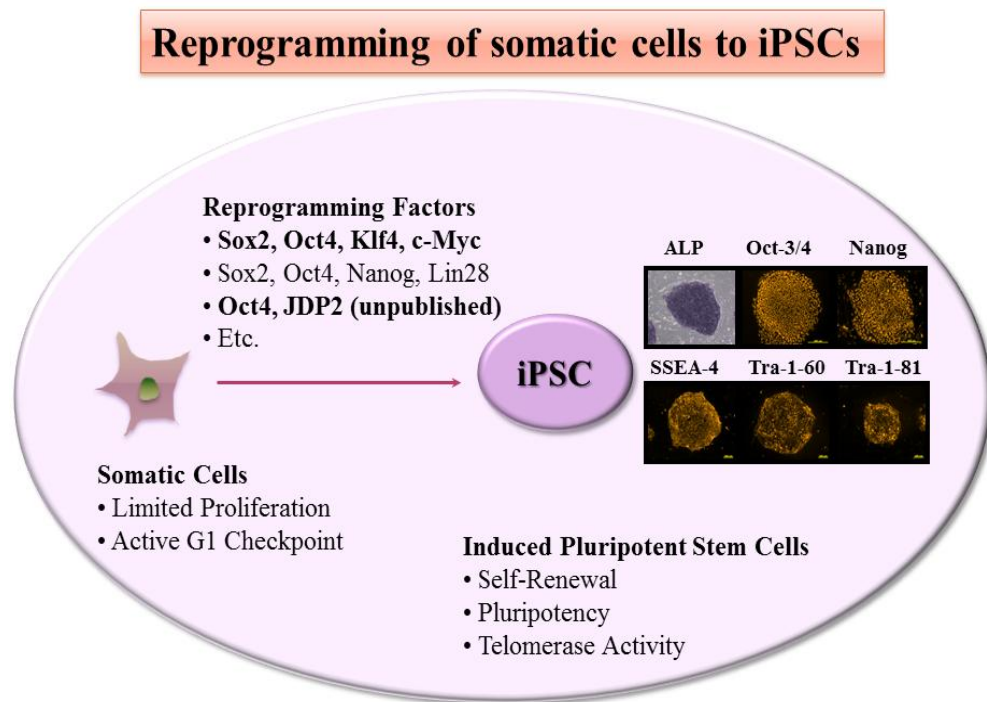 Reprogramming of somatic cells to iPSCs
Reprogramming Factors
• Sox2, Oct4, Klf4, c-Myc
• Sox2, Oct4, Nanog, Lin28
• Oct4, JDP2 (unpublished)
• Etc.
iPSC
ALP Oct-3/4 Nanog
SSEA-4 Tra-1-60 Tra-1-81
Somatic Cells
• Limited Proliferation
• Active G1 Checkpoint
Induced Pluripotent Stem Cells
• Self-Renewal
• Pluripotency
• Telomerase Activity